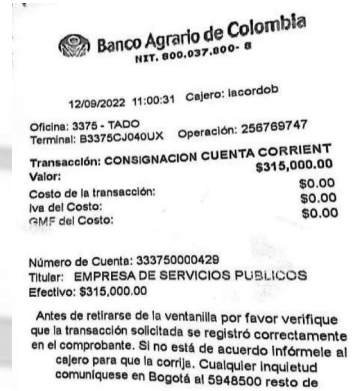 Banco Agrario de Colombia
NIT. 800.037.800- 8
12/09/2022 11:00:31 Cajero: lacordob
Oficina: 3375 - TADO
Terminal: B3375CJ040UX Operación: 256769747
Transacción: CONSIGNACION CUENTA CORRIENT
Valor: $315,000.00
Costo de la transacción: $0.00
Iva del Costo: $0.00
GMF del Costo: $0.00
Número de Cuenta: 333750000429
Titular: EMPRESA DE SERVICIOS PUBLICOS
Efectivo: $315,000.00
Antes de retirarse de la ventanilla por favor verifique
que la transacción solicitada se registró correctamente
en el comprobante. Si no está de acuerdo infórmele al
cajero para que la corrija. Cualquier inquietud
comuníquese en Bogotá al 5948500 resto de